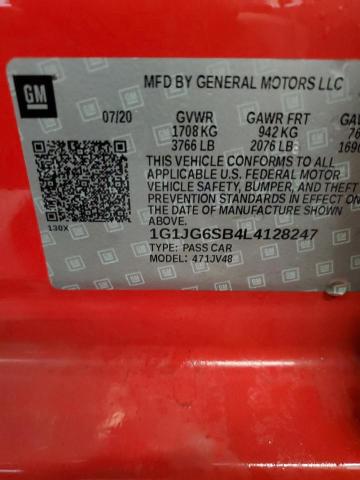 GM
MFD BY GENERAL MOTORS LLC
07/20 GVWR GAWR FRT
1708 KG 942 KG
3766 LB 2076 LB
THIS VEHICLE CONFORMS TO ALL
APPLICABLE U.S. FEDERAL MOTOR
VEHICLE SAFETY, BUMPER, AND THEFT
PREVENTION STANDARDS IN EFFECT ON
THE DATE OF MANUFACTURE SHOWN
ABOVE.
130X
1G1JG6SB4L4128247
TYPE: PASS CAR
MODEL: 471JV48